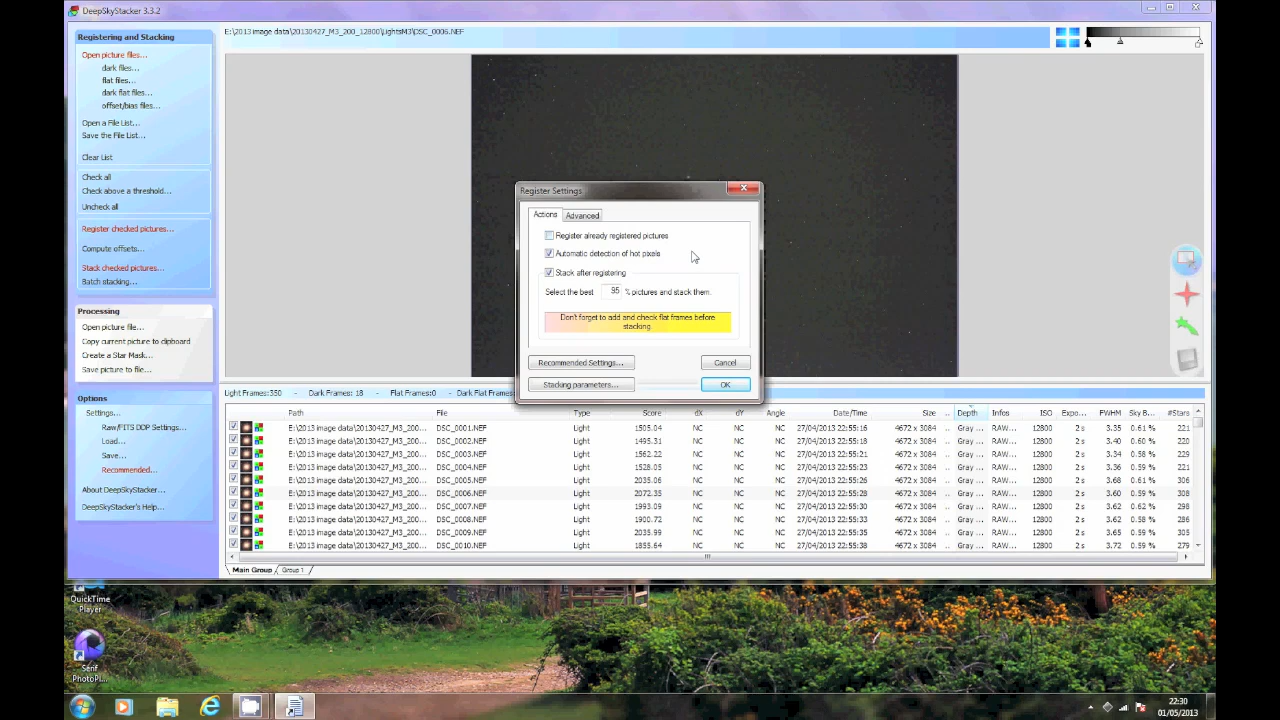 DeepSkyStacker 3.3.2
Registering and Stacking
Open picture files...
dark files...
flat files...
dark flat files...
offset/bias files...
Open a File List...
Save the File List...
Clear List
Check all
Check above a threshold...
Uncheck all
Register checked pictures...
Compute offsets...
Stack checked pictures...
Batch stacking...
Processing
Open picture file...
Copy current picture to clipboard
Create a Star Mask...
Save picture to file...
Options
Settings...
Raw/FITS DDP Settings...
Load...
Save...
Recommended...
About DeepSkyStacker...
DeepSkyStacker's Help...
E:\2013 image data\20130427_M3_200_12800\LightsM3\DSC_0006.NEF
Register Settings
Actions Advanced
Register already registered pictures
Automatic detection of hot pixels
Stack after registering
Select the best 95 % pictures and stack them.
Don't forget to add and check flat frames before
stacking
Recommended Settings... Cancel
Stacking parameters... OK
Light Frames:350 - Dark Frames: 18 - Flat Frames:0 - Dark Flat Frames
Path File Type Score dX dY Angle Date/Time Size .. Depth Infos ISO Expo... FWHM Sky B... #Stars
E:\2013 image data\20130427_M3_200... DSC_0001.NEF Light 1505.04 NC NC NC 27/04/2013 22:55:16 4672 x 3084 .. Gray ... RAW... 12800 2 s 3.35 0.61 % 221
E:\2013 image data\20130427_M3_200... DSC_0002.NEF Light 1495.31 NC NC NC 27/04/2013 22:55:18 4672 x 3084 .. Gray ... RAW... 12800 2 s 3.40 0.60 % 220
E:\2013 image data\20130427_M3_200... DSC_0003.NEF Light 1562.22 NC NC NC 27/04/2013 22:55:21 4672 x 3084 .. Gray ... RAW... 12800 2 s 3.34 0.58 % 229
E:\2013 image data\20130427_M3_200... DSC_0004.NEF Light 1528.05 NC NC NC 27/04/2013 22:55:23 4672 x 3084 .. Gray ... RAW... 12800 2 s 3.36 0.59 % 221
E:\2013 image data\20130427_M3_200... DSC_0005.NEF Light 2035.06 NC NC NC 27/04/2013 22:55:26 4672 x 3084 .. Gray ... RAW... 12800 2 s 3.68 0.61 % 306
E:\2013 image data\20130427_M3_200... DSC_0006.NEF Light 2072.35 NC NC NC 27/04/2013 22:55:28 4672 x 3084 .. Gray ... RAW... 12800 2 s 3.60 0.59 % 308
E:\2013 image data\20130427_M3_200... DSC_0007.NEF Light 1993.09 NC NC NC 27/04/2013 22:55:30 4672 x 3084 .. Gray ... RAW... 12800 2 s 3.62 0.62 % 298
E:\2013 image data\20130427_M3_200... DSC_0008.NEF Light 1900.72 NC NC NC 27/04/2013 22:55:33 4672 x 3084 .. Gray ... RAW... 12800 2 s 3.62 0.58 % 286
E:\2013 image data\20130427_M3_200... DSC_0009.NEF Light 2035.99 NC NC NC 27/04/2013 22:55:35 4672 x 3084 .. Gray ... RAW... 12800 2 s 3.65 0.59 % 305
E:\2013 image data\20130427_M3_200... DSC_0010.NEF Light 1855.64 NC NC NC 27/04/2013 22:55:38 4672 x 3084 .. Gray ... RAW... 12800 2 s 3.72 0.59 % 279
Main Group Group 1
QuickTime
Player
Serif
PhotoPl...
22:30
01/05/2013